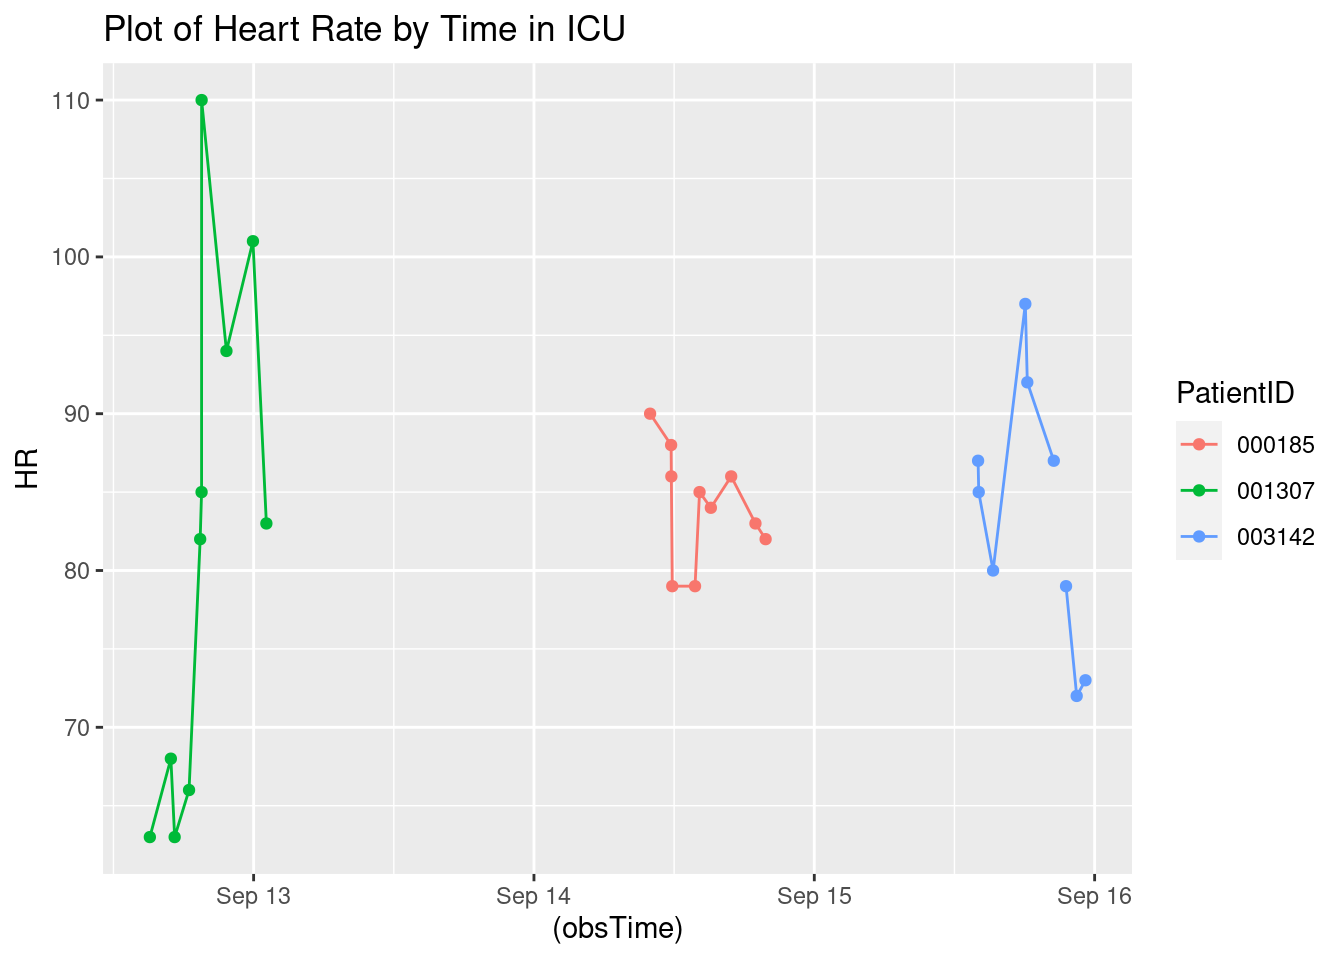 Plot of Heart Rate by Time in ICU
110
100
90
80
70
HR
Sep 13
Sep 14
Sep 15
Sep 16
(obsTime)
PatientID
000185
001307
003142